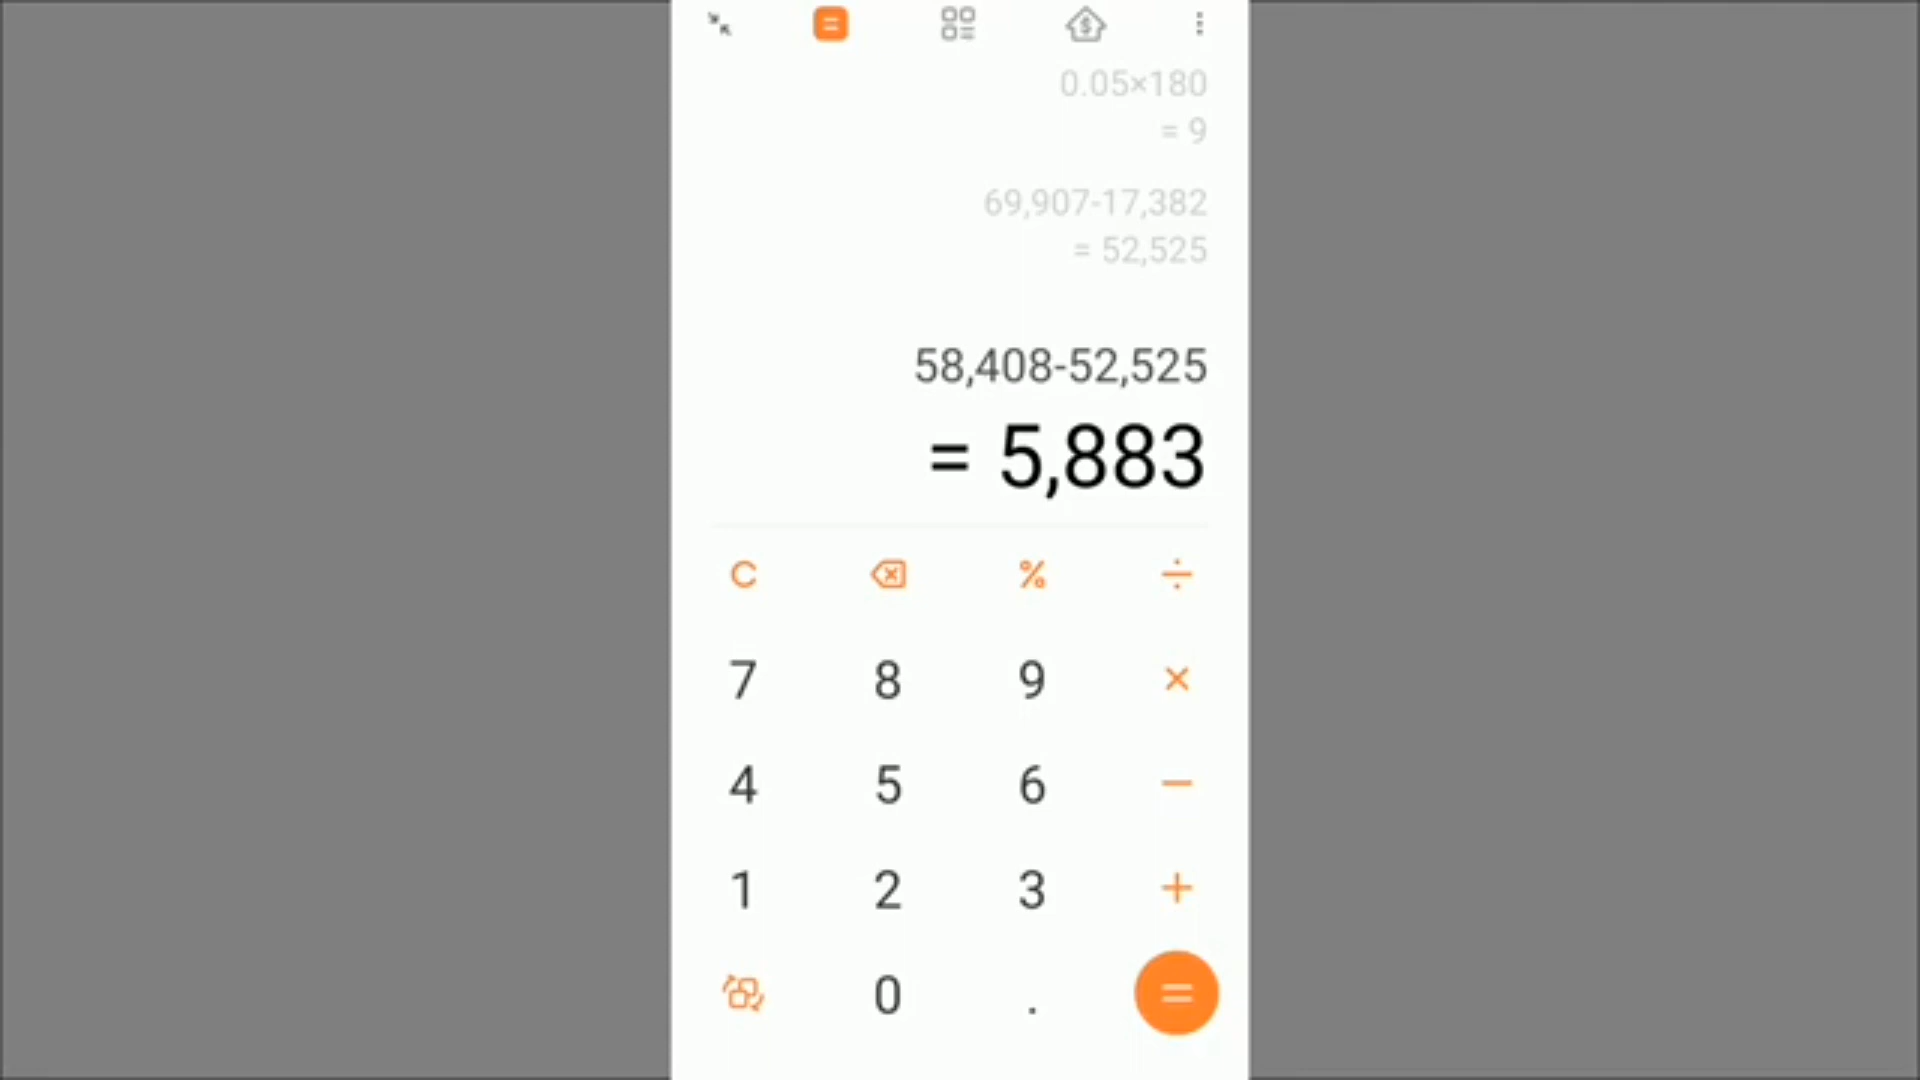 0.05×180
= 9
69,907-17,382
= 52,525
58,408-52,525
= 5,883
C % ÷
7 8 9 ×
4 5 6 −
1 2 3 +
0 . =